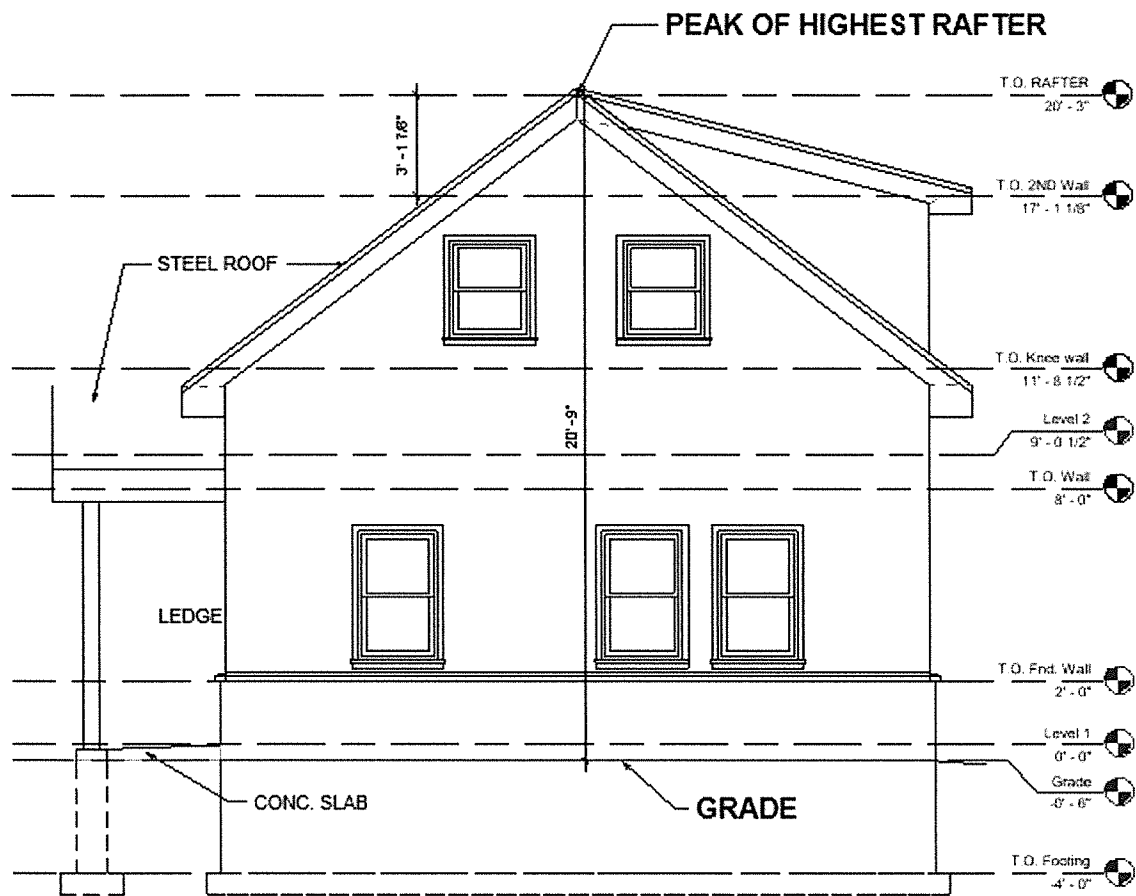 PEAK OF HIGHEST RAFTER
T.O. RAFTER
20' - 3"
3' - 1 7/8"
T.O. 2ND Wall
17' - 1 1/8"
STEEL ROOF
T.O. Knee wall
11' - 8 1/2"
Level 2
9' - 0 1/2"
20' - 9"
T.O. Wall
8' - 0"
LEDGE
T.O. Fnd. Wall
2' - 0"
Level 1
0' - 0"
Grade
-0' - 6"
CONC. SLAB
GRADE
T.O. Footing
-4' - 0"